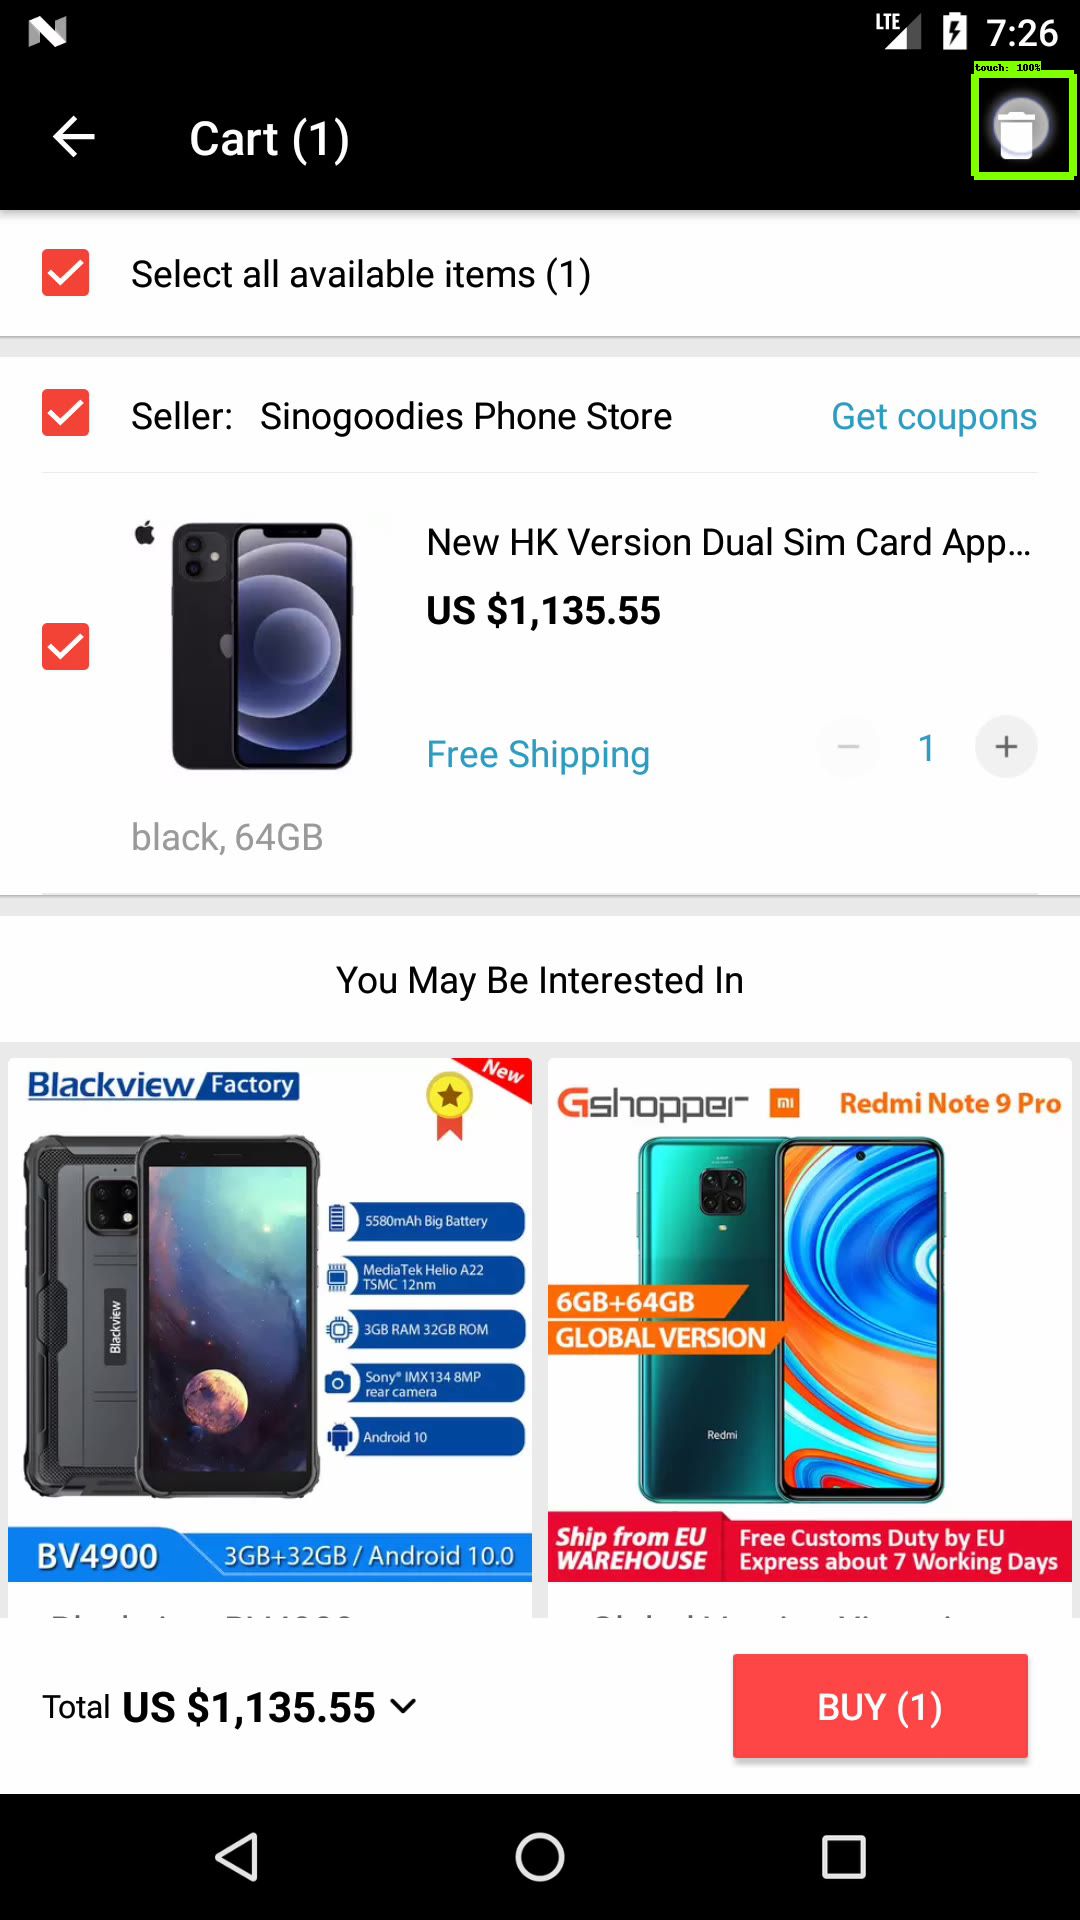 LTE 7:26
touch: 100%
Cart (1)
Select all available items (1)
Seller: Sinogoodies Phone Store Get coupons
New HK Version Dual Sim Card App...
US $1,135.55
Free Shipping 1
black, 64GB
You May Be Interested In
Blackview Factory
New
5580mAh Big Battery
MediaTek Helio A22
TSMC 12nm
3GB RAM 32GB ROM
Sony® IMX134 8MP
rear camera
Android 10
Blackview
BV4900 3GB+32GB / Android 10.0
Gshopper mi Redmi Note 9 Pro
6GB+64GB
GLOBAL VERSION
Redmi
Ship from EU
WAREHOUSE
Free Customs Duty by EU
Express about 7 Working Days
Total US $1,135.55
BUY (1)